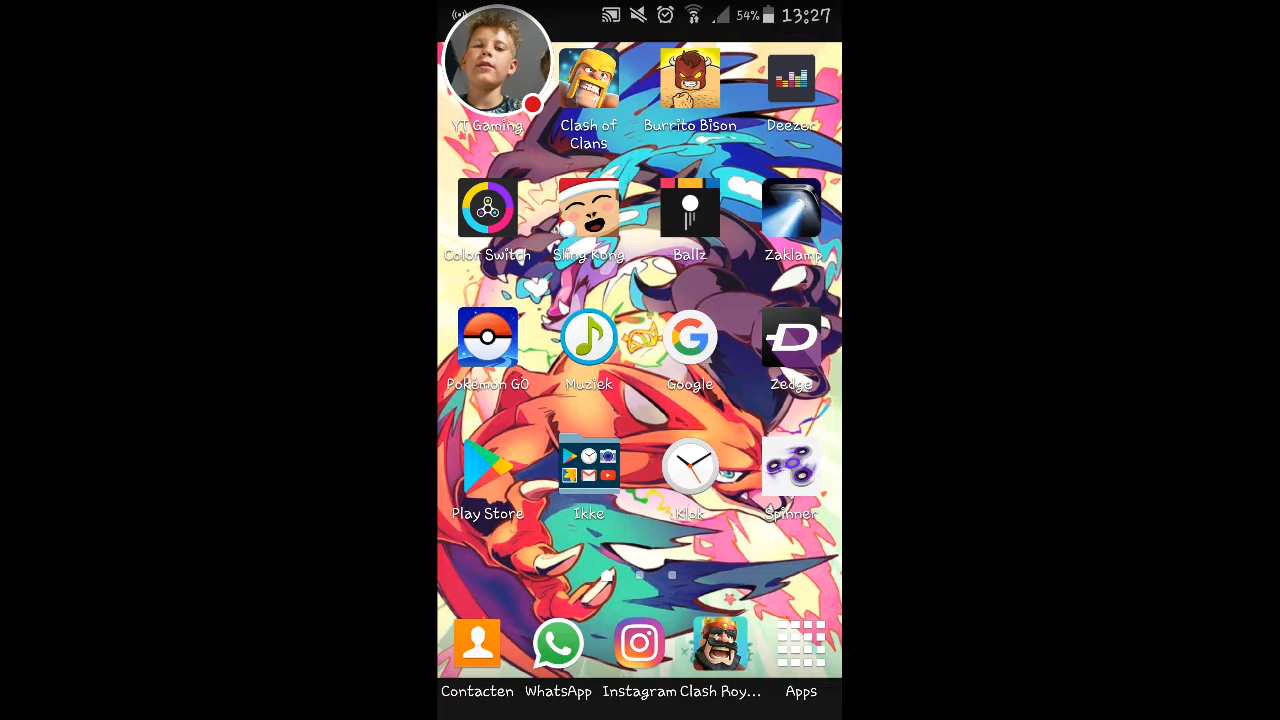 54% 13:27
YT Gaming
Clash of
Clans
Burrito Bison
Deezer
Color Switch
Sling Kong
Ballz
Zaklamp
Pokémon GO
Muziek
Google
Zedge
Play Store
Ikke
Klok
Spinner
Contacten
WhatsApp
Instagram
Clash Roy...
Apps